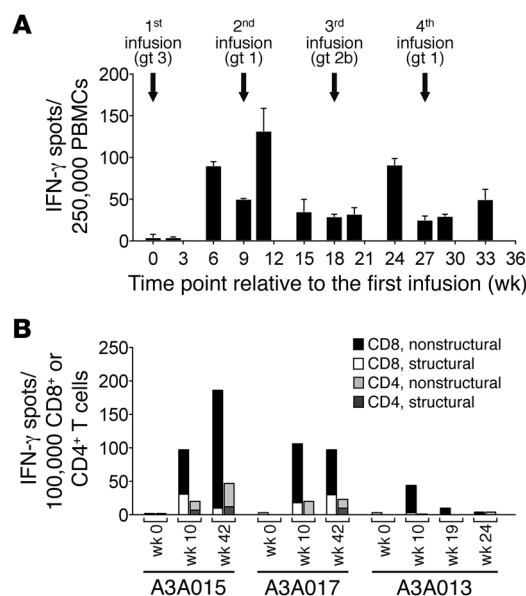 A
1st infusion (gt 3)
2nd infusion (gt 1)
3rd infusion (gt 2b)
4th infusion (gt 1)
IFN-γ spots/
250,000 PBMCs
200
150
100
50
0
0 3 6 9 12 15 18 21 24 27 30 33 36
Time point relative to the first infusion (wk)
B
IFN-γ spots/
100,000 CD8+ or
CD4+ T cells
250
200
150
100
50
0
CD8, nonstructural
CD8, structural
CD4, nonstructural
CD4, structural
wk 0 wk 10 wk 42 wk 0 wk 10 wk 42 wk 0 wk 10 wk 19 wk 24
A3A015 A3A017 A3A013